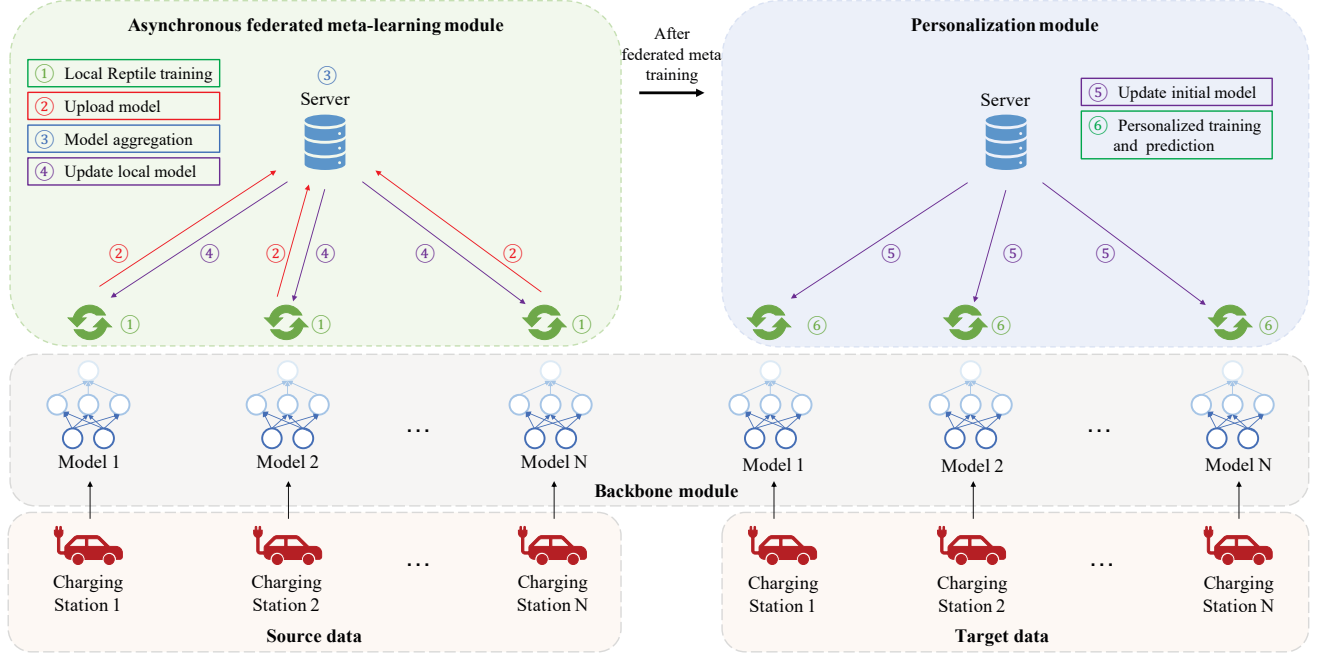 Asynchronous federated meta-learning module
① Local Reptile training
② Upload model
③ Model aggregation
④ Update local model
③
Server
②
④
②
④
④
②
①
①
①
After
federated meta
training
Personalization module
Server
⑤ Update initial model
⑥ Personalized training
and prediction
⑤
⑤
⑤
⑥
⑥
⑥
Model 1
Model 2
...
Model N
Model 1
Model 2
...
Model N
Backbone module
Charging
Station 1
Charging
Station 2
...
Charging
Station N
Source data
Charging
Station 1
Charging
Station 2
...
Charging
Station N
Target data